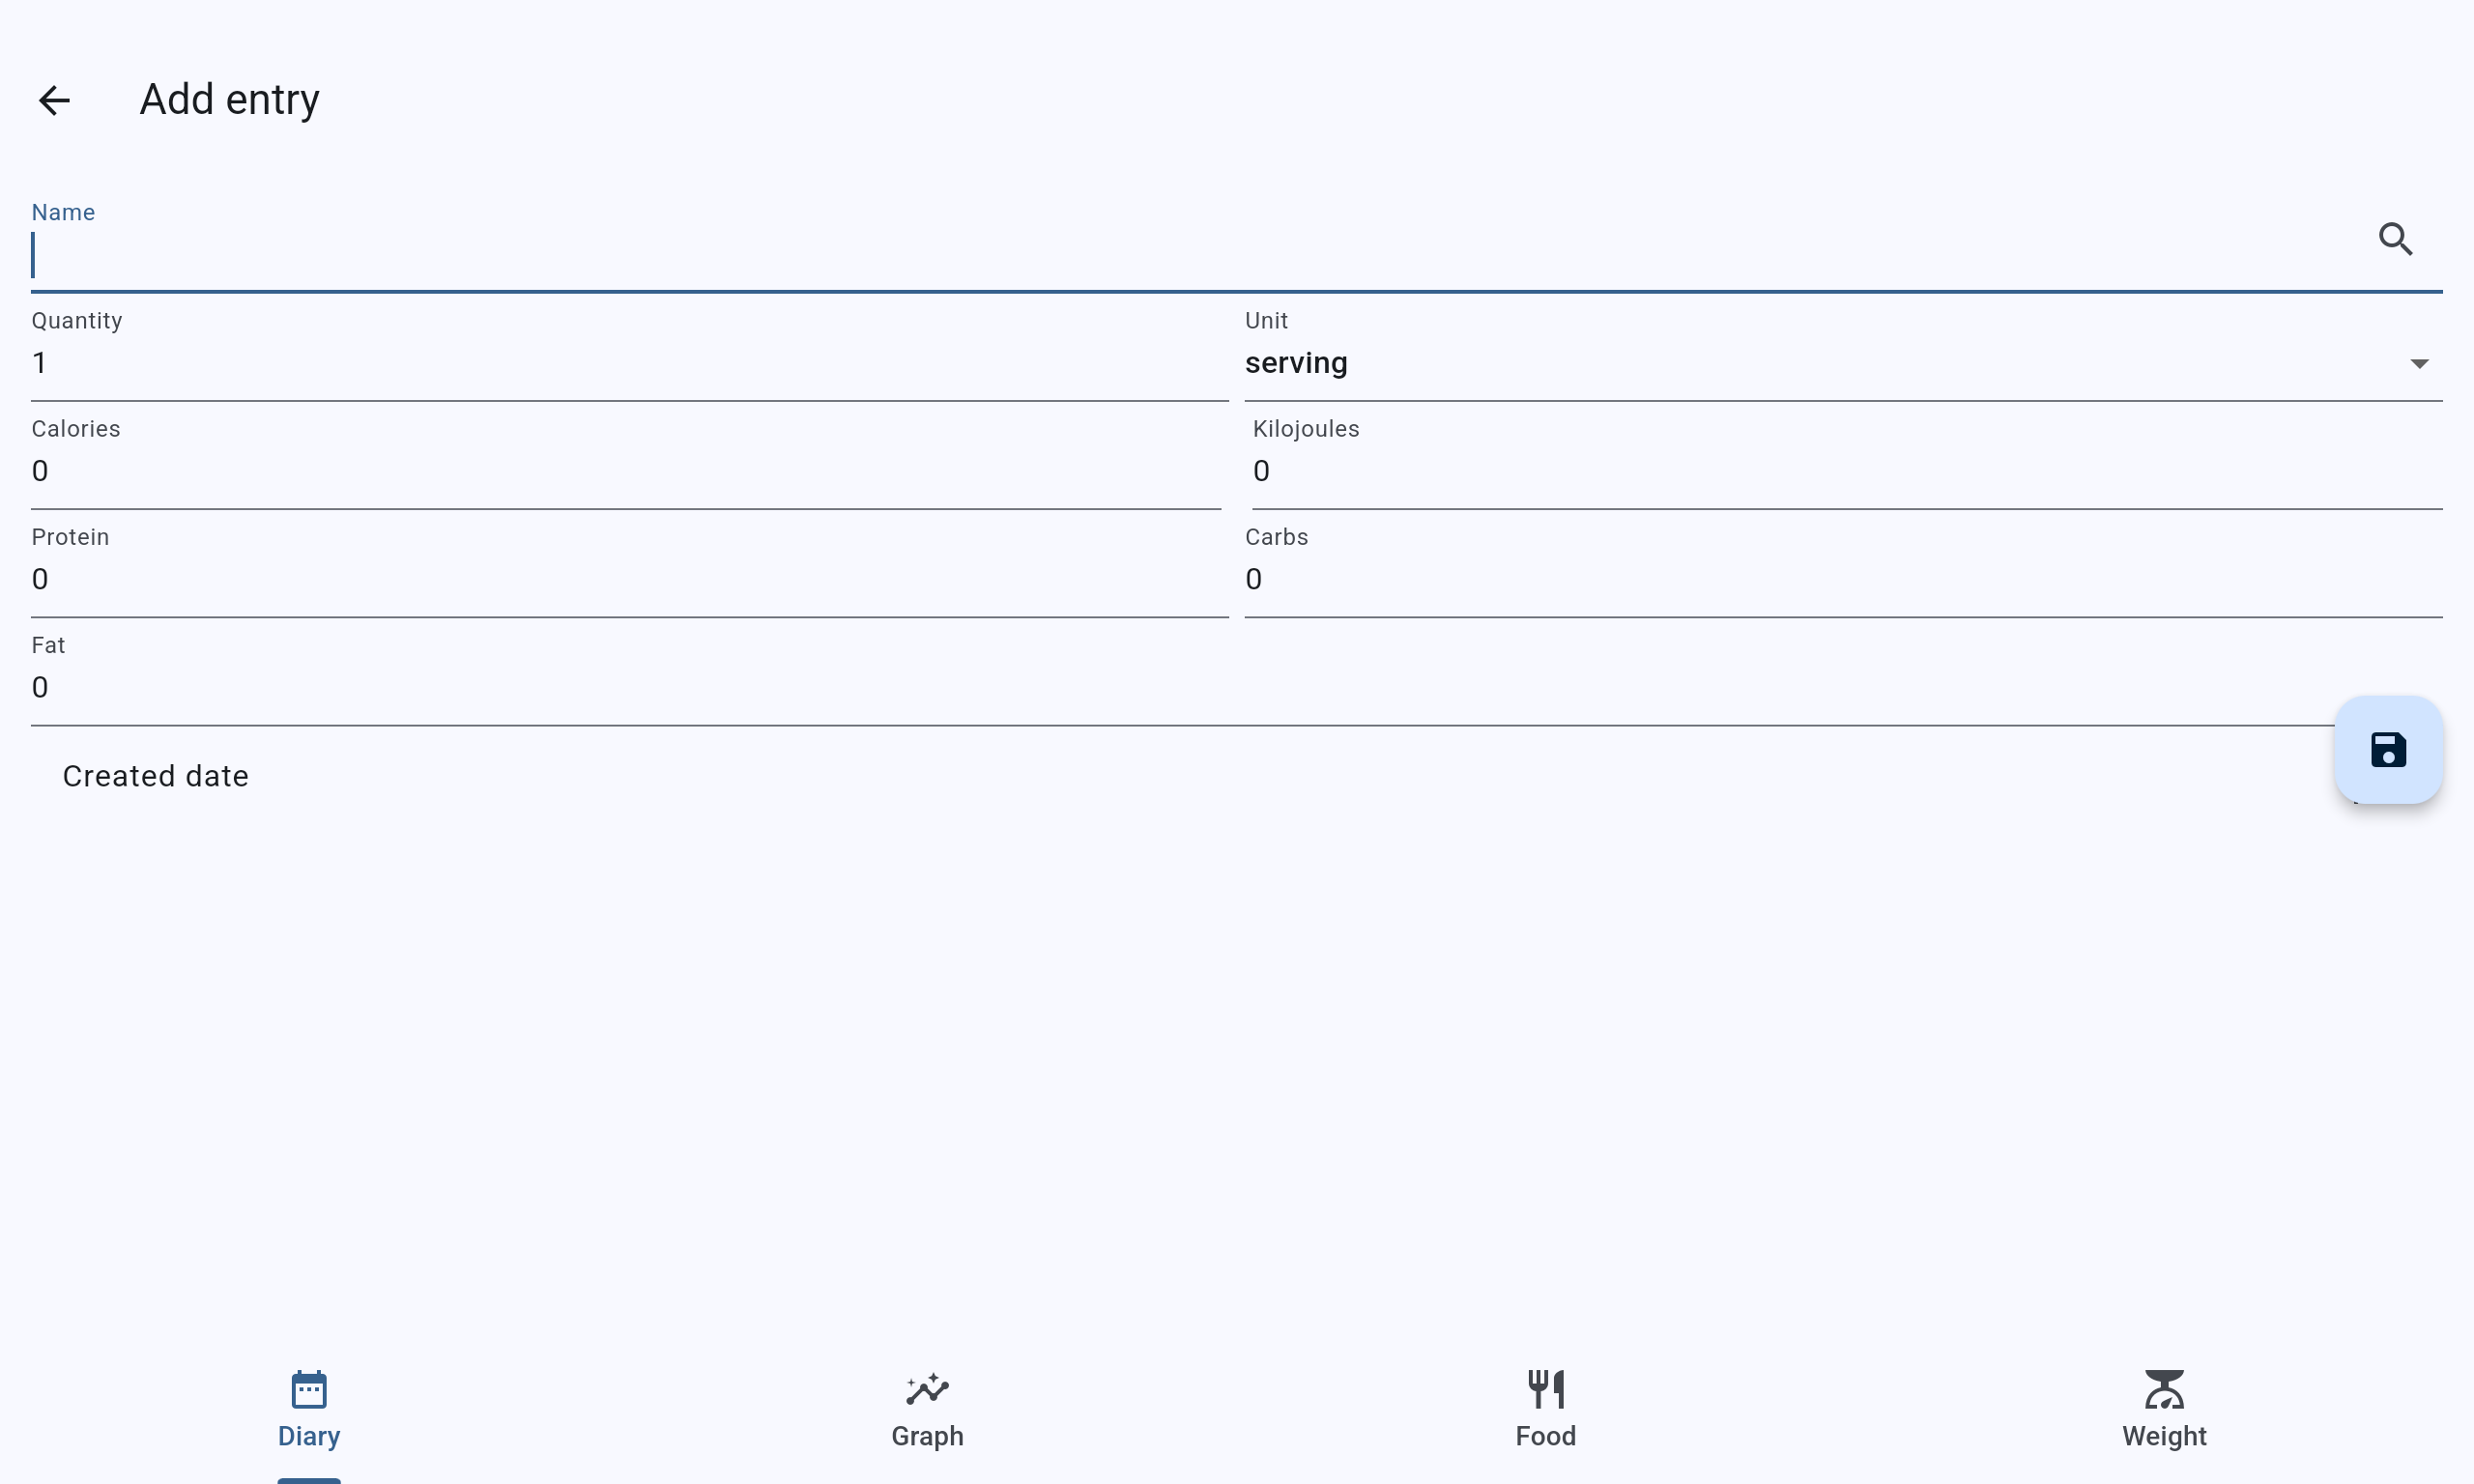 Add entry
Name
Quantity
1
Unit
serving
Calories
0
Kilojoules
0
Protein
0
Carbs
0
Fat
0
Created date
Diary
Graph
Food
Weight